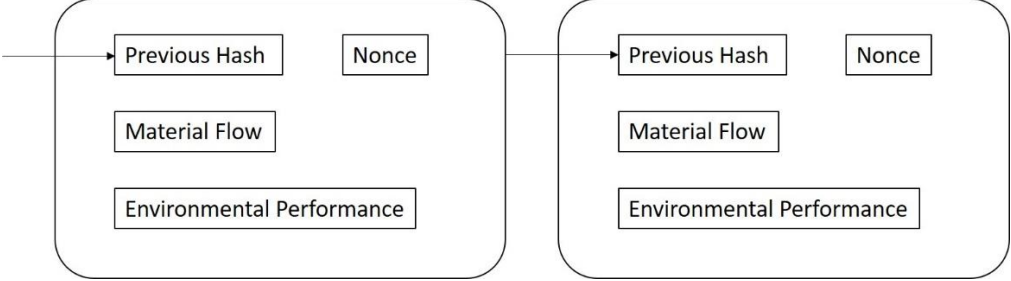 Previous Hash
Nonce
Material Flow
Environmental Performance
Previous Hash
Nonce
Material Flow
Environmental Performance